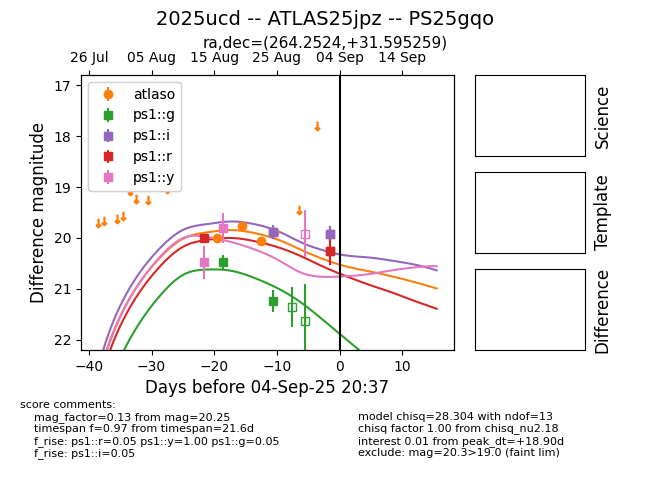 2025ucd -- ATLAS25jpz -- PS25gqo
ra,dec=(264.2524,+31.595259)
26 Jul 05 Aug 15 Aug 25 Aug 04 Sep 14 Sep
17
18
19
20
21
22
Difference magnitude
atlaso
ps1::g
ps1::i
ps1::r
ps1::y
−40 −30 −20 −10 0 10
Days before 04-Sep-25 20:37
Science
Template
Difference
score comments:
mag_factor=0.13 from mag=20.25
timespan f=0.97 from timespan=21.6d
f_rise: ps1::r=0.05 ps1::y=1.00 ps1::g=0.05
f_rise: ps1::i=0.05
model chisq=28.304 with ndof=13
chisq factor 1.00 from chisq_nu2.18
interest 0.01 from peak_dt=+18.90d
exclude: mag=20.3>19.0 (faint lim)